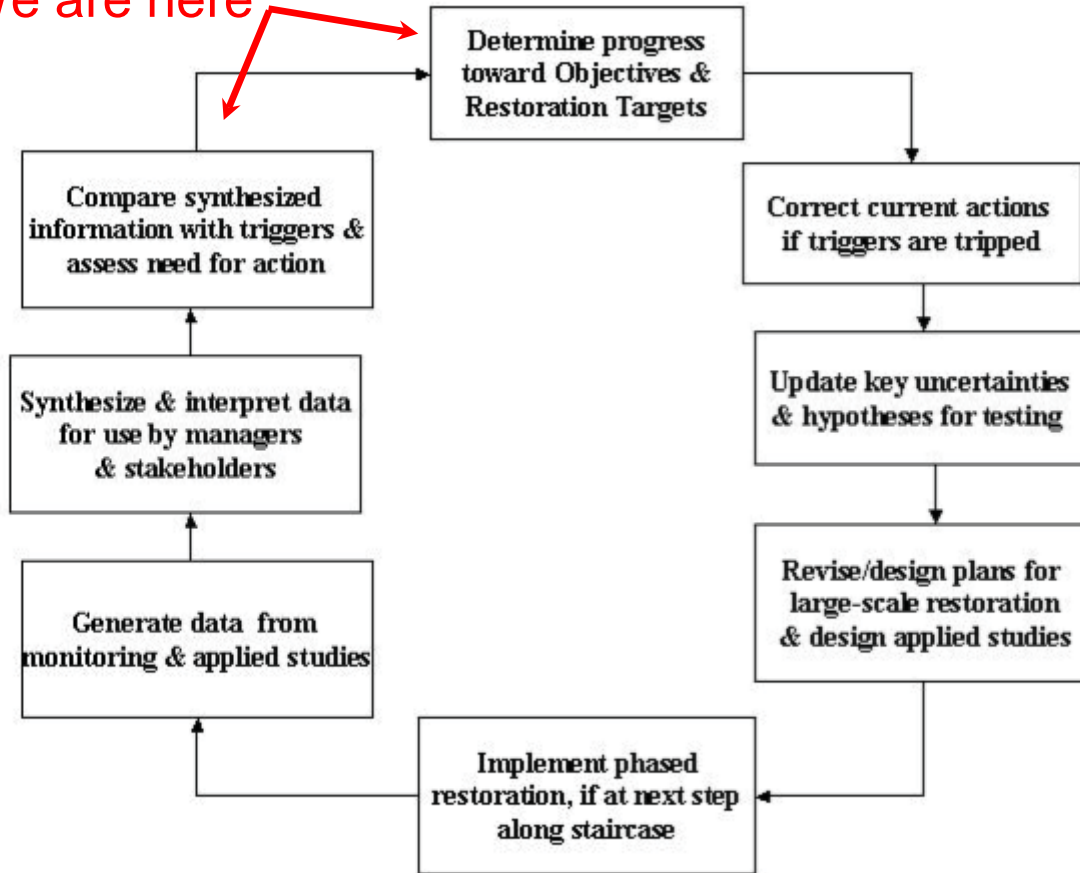 We are here
Determine progress
toward Objectives &
Restoration Targets
Correct current actions
if triggers are tripped
Update key uncertainties
& hypotheses for testing
Revise/design plans for
large-scale restoration
& design applied studies
Implement phased
restoration, if at next step
along staircase
Generate data from
monitoring & applied studies
Synthesize & interpret data
for use by managers
& stakeholders
Compare synthesized
information with triggers &
assess need for action